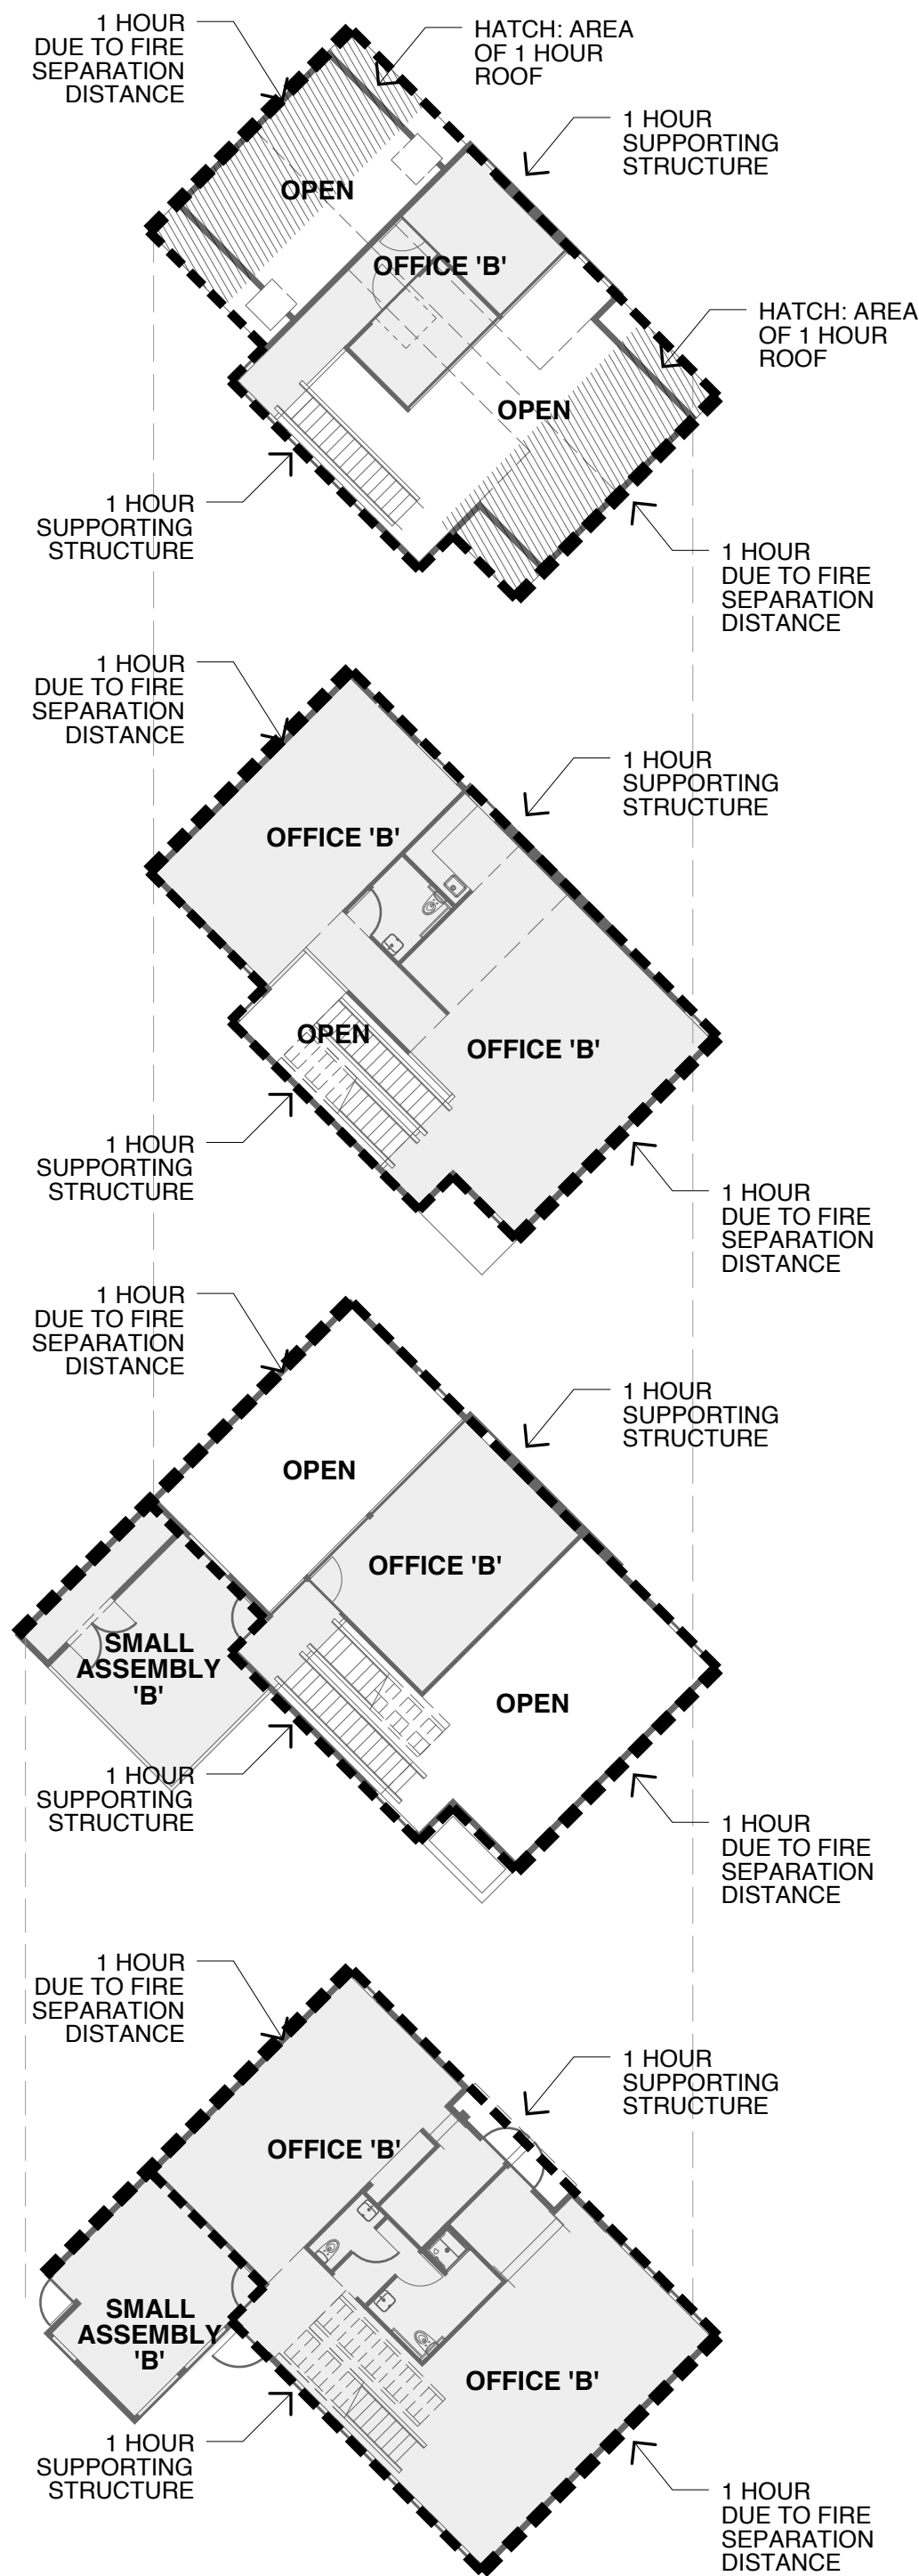 1 HOUR
DUE TO FIRE
SEPARATION
DISTANCE
HATCH: AREA
OF 1 HOUR
ROOF
1 HOUR
SUPPORTING
STRUCTURE
OPEN
OFFICE 'B'
HATCH: AREA
OF 1 HOUR
ROOF
OPEN
1 HOUR
SUPPORTING
STRUCTURE
1 HOUR
DUE TO FIRE
SEPARATION
DISTANCE
1 HOUR
DUE TO FIRE
SEPARATION
DISTANCE
1 HOUR
SUPPORTING
STRUCTURE
OFFICE 'B'
OPEN
OFFICE 'B'
1 HOUR
SUPPORTING
STRUCTURE
1 HOUR
DUE TO FIRE
SEPARATION
DISTANCE
1 HOUR
DUE TO FIRE
SEPARATION
DISTANCE
1 HOUR
SUPPORTING
STRUCTURE
OPEN
OFFICE 'B'
SMALL
ASSEMBLY
'B'
OPEN
1 HOUR
SUPPORTING
STRUCTURE
1 HOUR
DUE TO FIRE
SEPARATION
DISTANCE
1 HOUR
DUE TO FIRE
SEPARATION
DISTANCE
1 HOUR
SUPPORTING
STRUCTURE
OFFICE 'B'
SMALL
ASSEMBLY
'B'
OFFICE 'B'
1 HOUR
SUPPORTING
STRUCTURE
1 HOUR
DUE TO FIRE
SEPARATION
DISTANCE